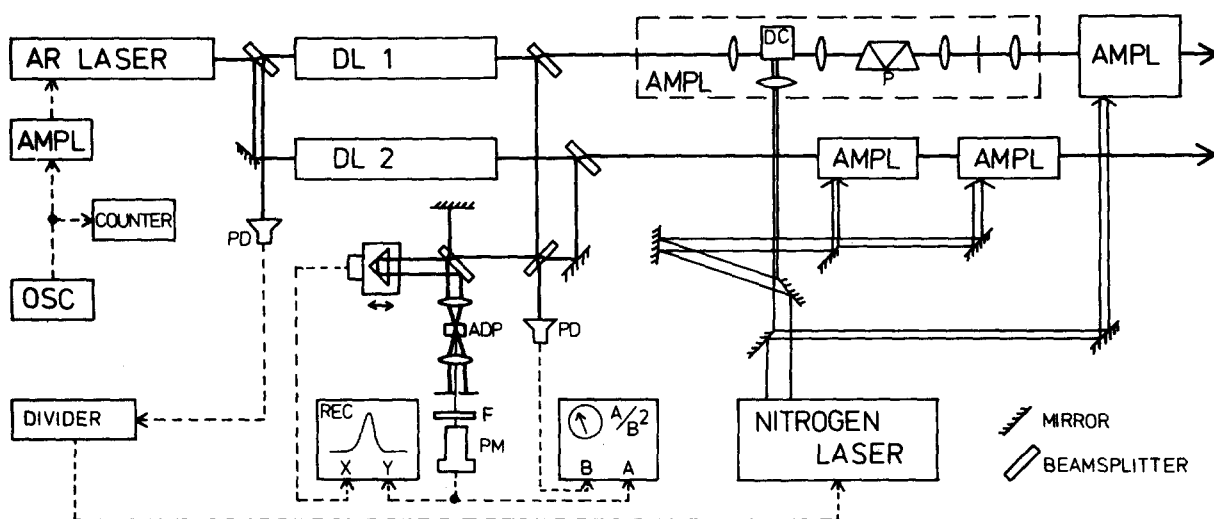 AR LASER
DL 1
DC
P
AMPL
AMPL
AMPL
DL 2
AMPL
AMPL
COUNTER
PD
OSC
ADP
PD
DIVIDER
REC
X Y
F
PM
A/B²
B A
NITROGEN
LASER
MIRROR
BEAMSPLITTER